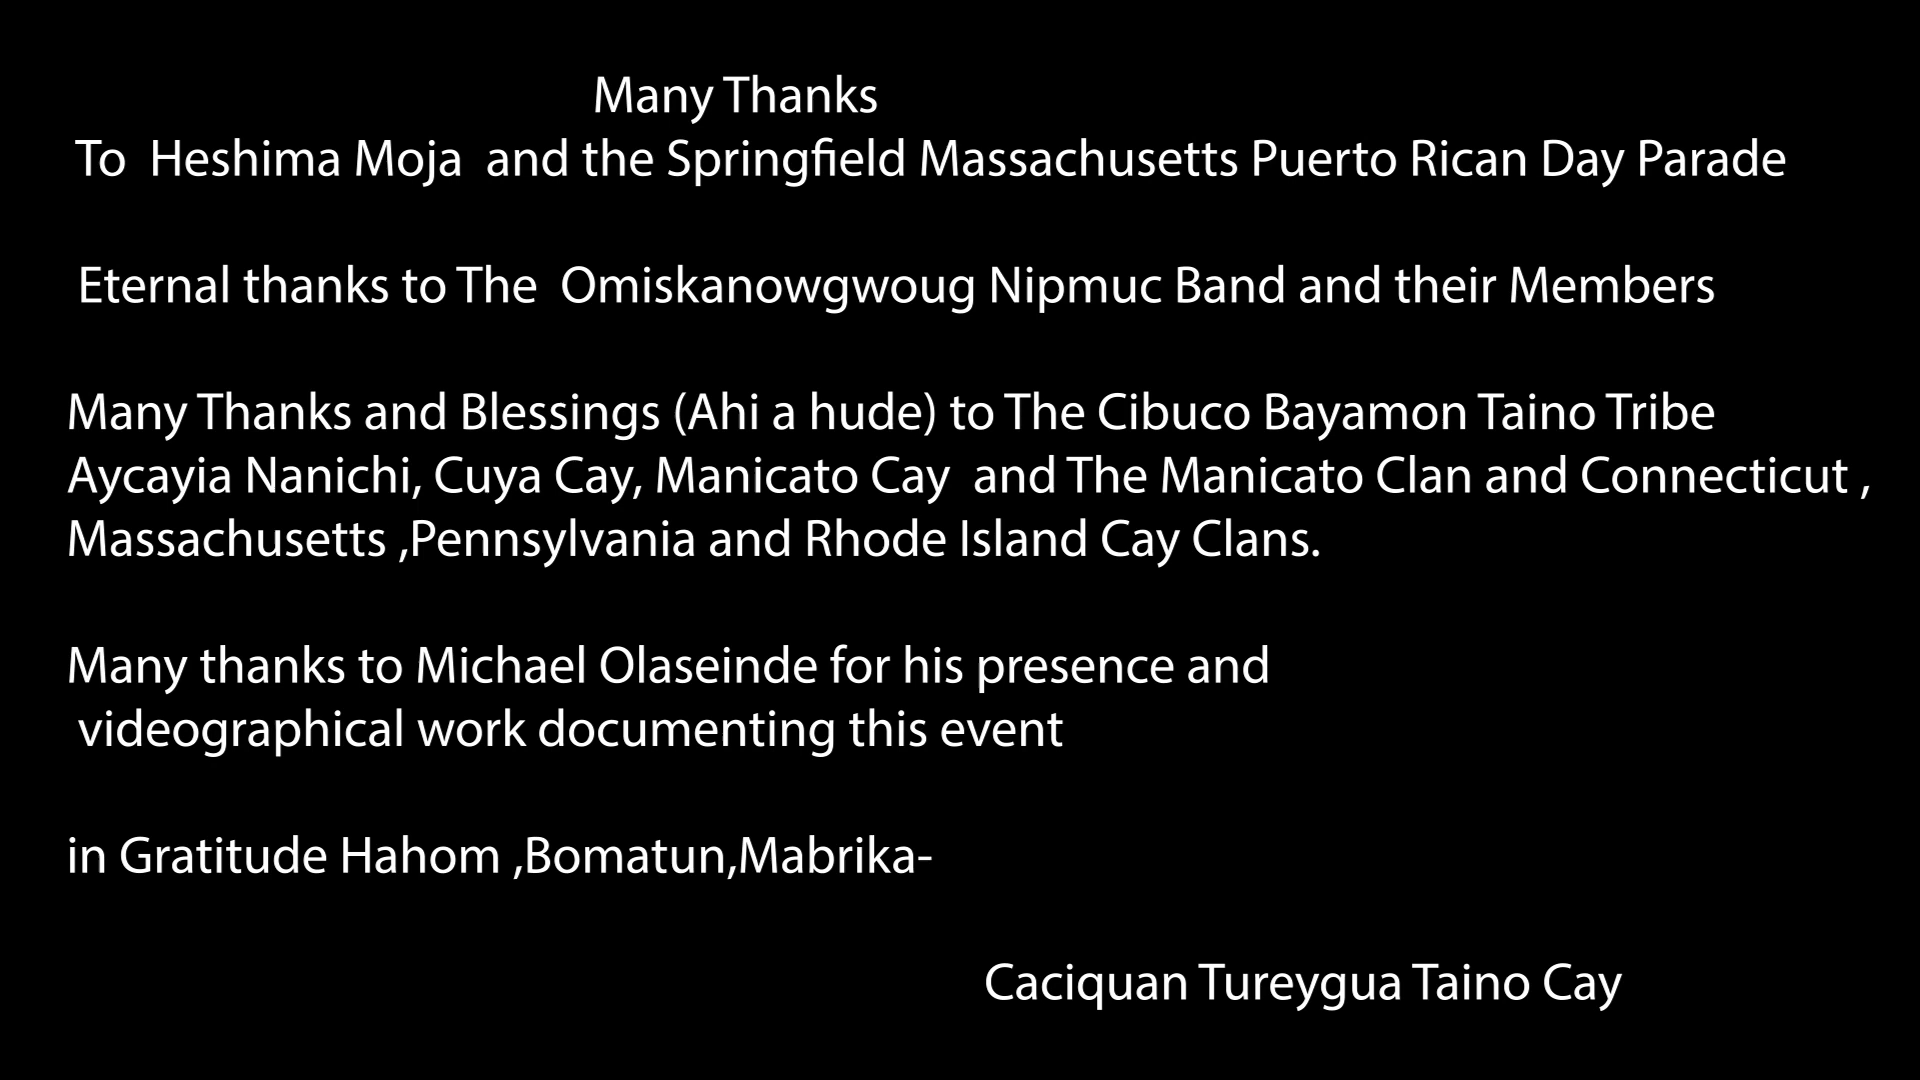 Many Thanks
To Heshima Moja and the Springfield Massachusetts Puerto Rican Day Parade
Eternal thanks to The Omiskanowgwoug Nipmuc Band and their Members
Many Thanks and Blessings (Ahi a hude) to The Cibuco Bayamon Taino Tribe
Aycayia Nanichi, Cuya Cay, Manicato Cay and The Manicato Clan and Connecticut ,
Massachusetts ,Pennsylvania and Rhode Island Cay Clans.
Many thanks to Michael Olaseinde for his presence and
videographical work documenting this event
in Gratitude Hahom ,Bomatun,Mabrika-
Caciquan Tureygua Taino Cay